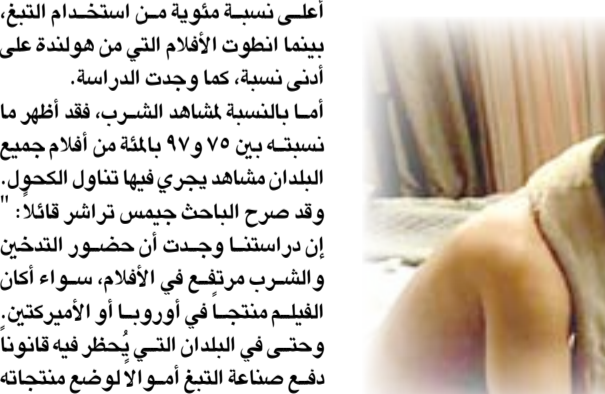 أعلى نسبة مئوية من استخدام التبغ،
بينما انطوت الأفلام التي من هولندة على
أدنى نسبة، كما وجدت الدراسة.
أما بالنسبة لمشاهد الشرب، فقد أظهر ما
نسبته بين ٧٥ و٩٧ بالمئة من أفلام جميع
البلدان مشاهد يجري فيها تناول الكحول.
وقد صرح الباحث جيمس تراشر قائلاً: "
إن دراستنا وجدت أن حضور التدخين
والشرب مرتفع في الأفلام، سواء أكان
الفيلم منتجاً في أوروبا أو الأميركتين.
وحتى في البلدان التي يُحظر فيه قانوناً
دفع صناعة التبغ أموالاً لوضع منتجاته